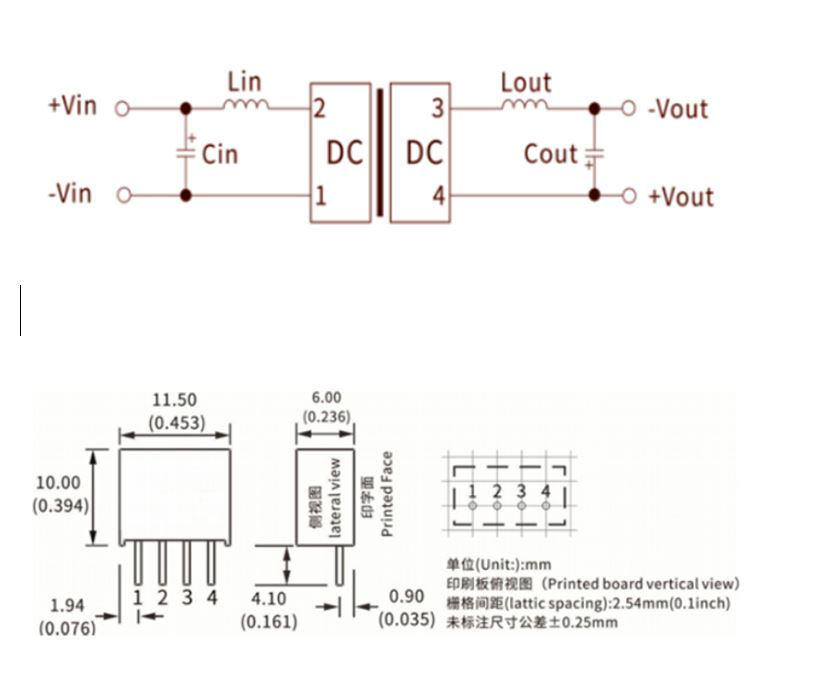 Lin
Lout
+Vin
2
3
-Vout
Cin
+
DC
DC
Cout
+
-Vin
1
4
+Vout
11.50
(0.453)
6.00
(0.236)
10.00
(0.394)
侧视图
lateral view
印字面
Printed Face
1 2 3 4
1 2 3 4
1.94
(0.076)
4.10
(0.161)
0.90
(0.035)
单位(Unit:):mm
印刷板俯视图（Printed board vertical view）
栅格间距(lattic spacing):2.54mm(0.1inch)
未标注尺寸公差±0.25mm